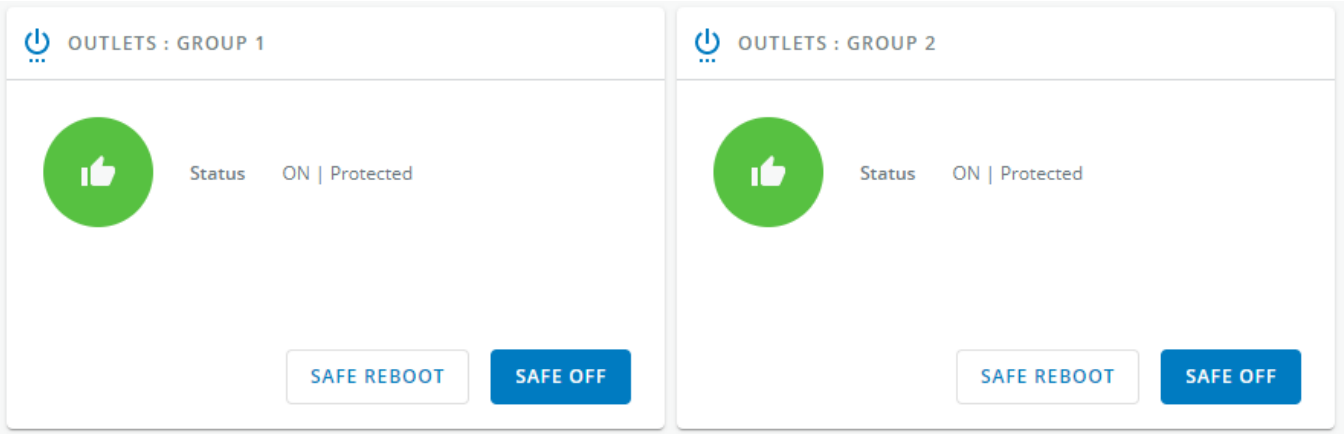 OUTLETS : GROUP 1
Status ON | Protected
SAFE REBOOT SAFE OFF
OUTLETS : GROUP 2
Status ON | Protected
SAFE REBOOT SAFE OFF